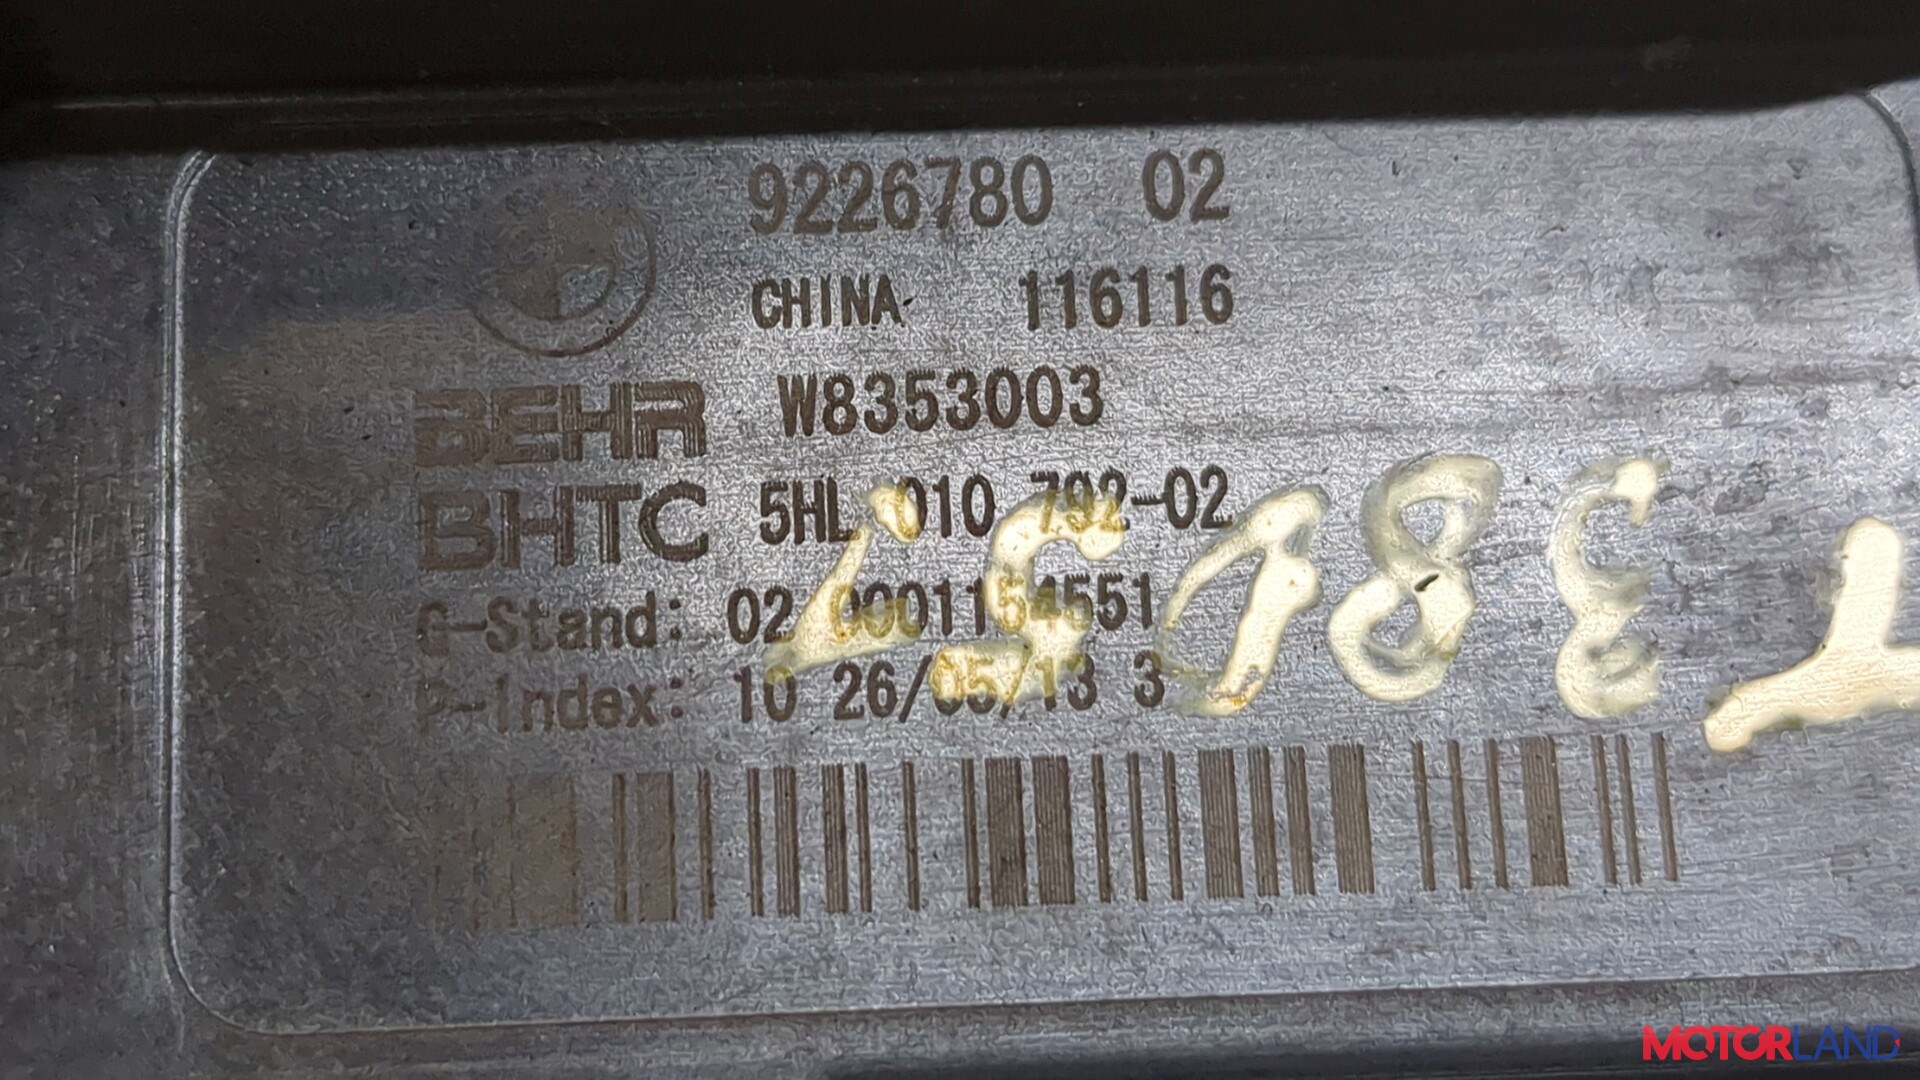 9226780 02
CHINA 116116
BEHR W8353003
BHTC 5HL 010 792-02
G-Stand: 02 0001154551
P-Index: 10 26/05/13 3
MOTORLAND